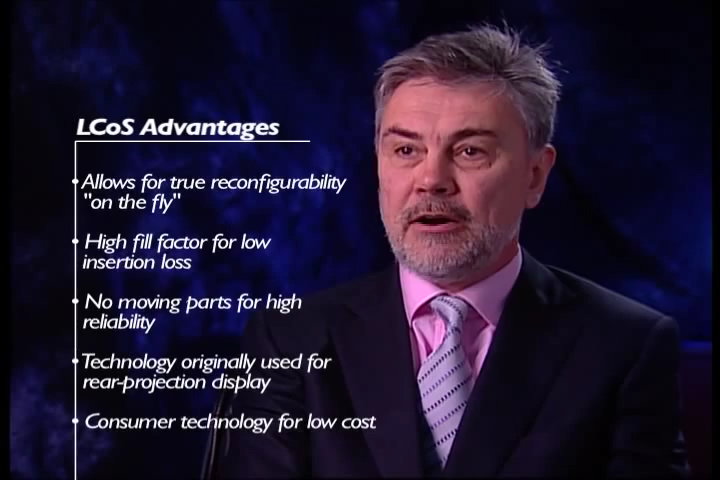 LCoS Advantages
• Allows for true reconfigurability
"on the fly"
• High fill factor for low
insertion loss
• No moving parts for high
reliability
• Technology originally used for
rear-projection display
• Consumer technology for low cost